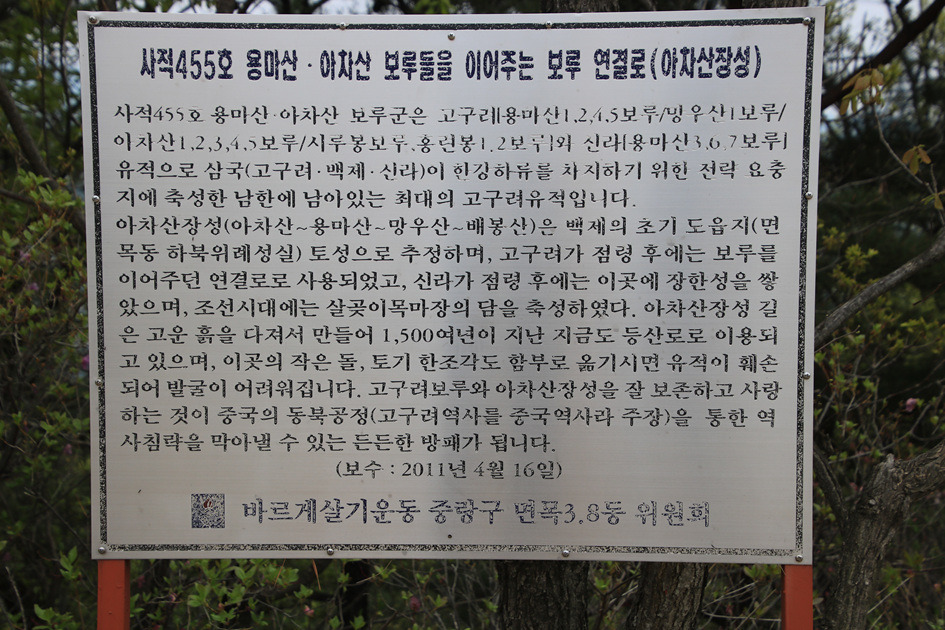 사적455호 용마산 · 아차산 보루들을 이어주는 보루 연결로(아차산장성)
사적455호 용마산·아차산 보루군은 고구려[용마산1,2,4,5보루/망우산1보루/
아차산1,2,3,4,5보루/시루봉보루,홍련봉1,2보루]와 신라[용마산3,6,7보루]
유적으로 삼국(고구려·백제·신라)이 한강하류를 차지하기 위한 전략 요충
지에 축성한 남한에 남아있는 최대의 고구려유적입니다.
아차산장성(아차산~용마산~망우산~배봉산)은 백제의 초기 도읍지(면
목동 하북위례성실) 토성으로 추정하며, 고구려가 점령 후에는 보루를
이어주던 연결로로 사용되었고, 신라가 점령 후에는 이곳에 장한성을 쌓
았으며, 조선시대에는 살곶이목마장의 담을 축성하였다. 아차산장성 길
은 고운 흙을 다져서 만들어 1,500여년이 지난 지금도 등산로로 이용되
고 있으며, 이곳의 작은 돌, 토기 한조각도 함부로 옮기시면 유적이 훼손
되어 발굴이 어려워집니다. 고구려보루와 아차산장성을 잘 보존하고 사랑
하는 것이 중국의 동북공정(고구려역사를 중국역사라 주장)을 통한 역
사침략을 막아낼 수 있는 든든한 방패가 됩니다.
(보수 : 2011년 4월 16일)
바르게살기운동 중랑구 면목3.8동 위원회